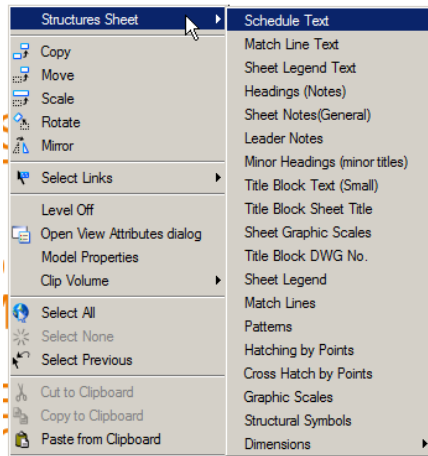 Structures Sheet
Copy
Move
Scale
Rotate
Mirror
Select Links
Level Off
Open View Attributes dialog
Model Properties
Clip Volume
Select All
Select None
Select Previous
Cut to Clipboard
Copy to Clipboard
Paste from Clipboard
Schedule Text
Match Line Text
Sheet Legend Text
Headings (Notes)
Sheet Notes(General)
Leader Notes
Minor Headings (minor titles)
Title Block Text (Small)
Title Block Sheet Title
Sheet Graphic Scales
Title Block DWG No.
Sheet Legend
Match Lines
Patterns
Hatching by Points
Cross Hatch by Points
Graphic Scales
Structural Symbols
Dimensions